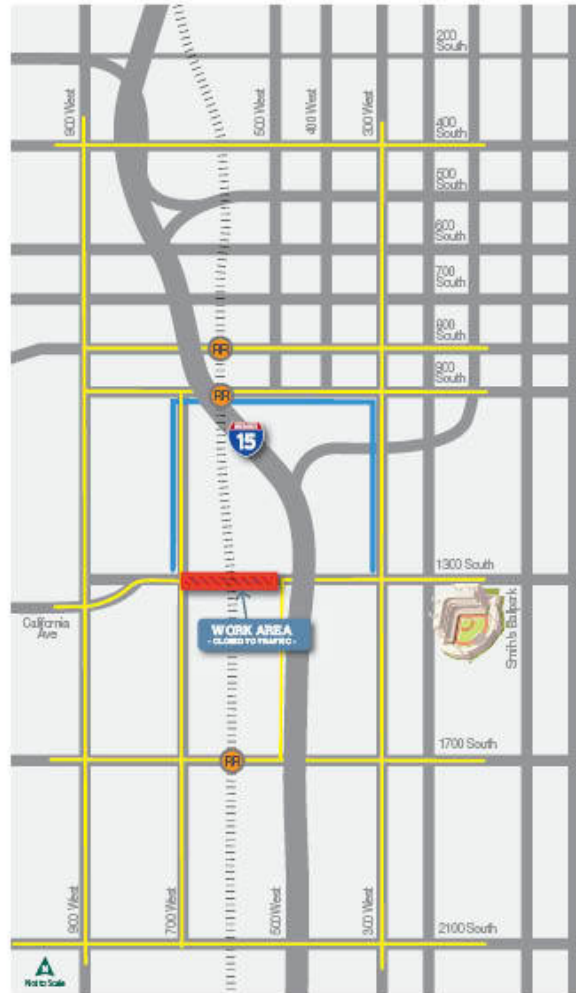 200
South
900 West
500 West
400 West
300 West
400
South
500
South
600
South
700
South
800
South
RR
900
South
RR
15
1300 South
California
Ave
WORK AREA
- CLOSED TO TRAFFIC -
Smith's Ballpark
1700 South
RR
900 West
700 West
500 West
300 West
2100 South
N
Not to Scale